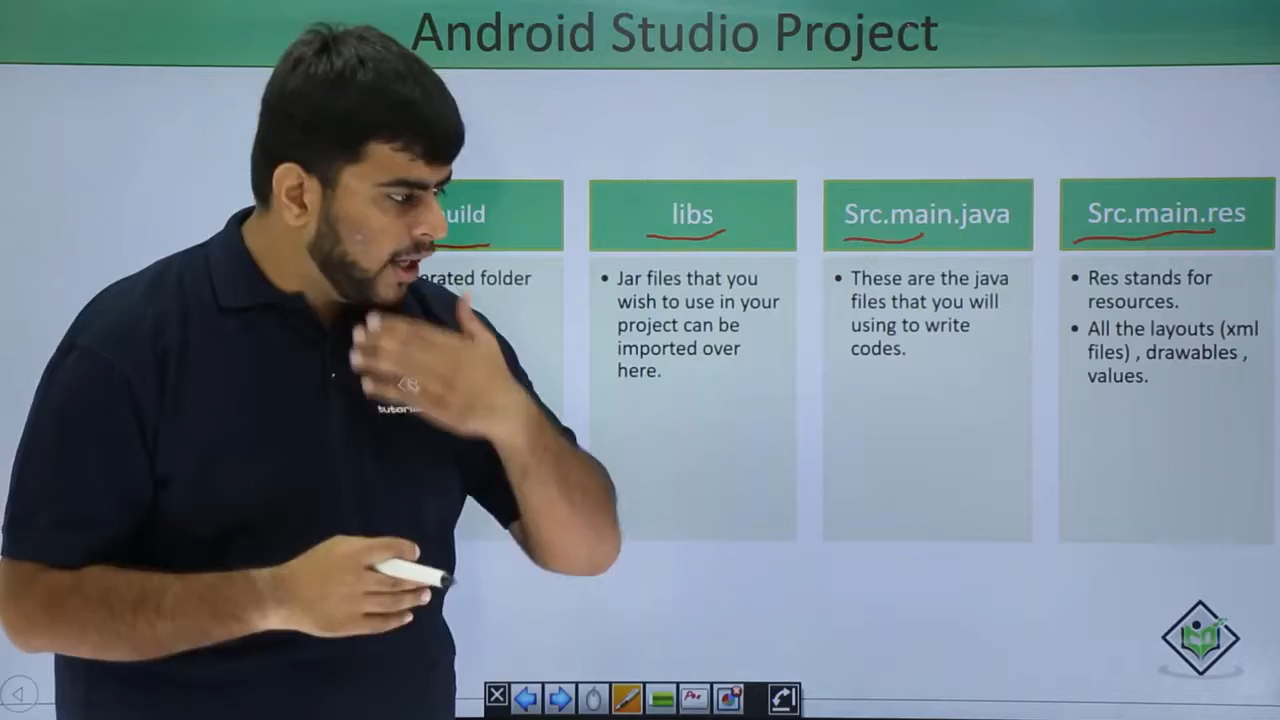 Android Studio Project
libs
Src.main.java
Src.main.res
folder
• Jar files that you
wish to use in your
project can be
imported over
here.
• These are the java
files that you will
using to write
codes.
• Res stands for
resources.
• All the layouts (xml
files) , drawables ,
values.